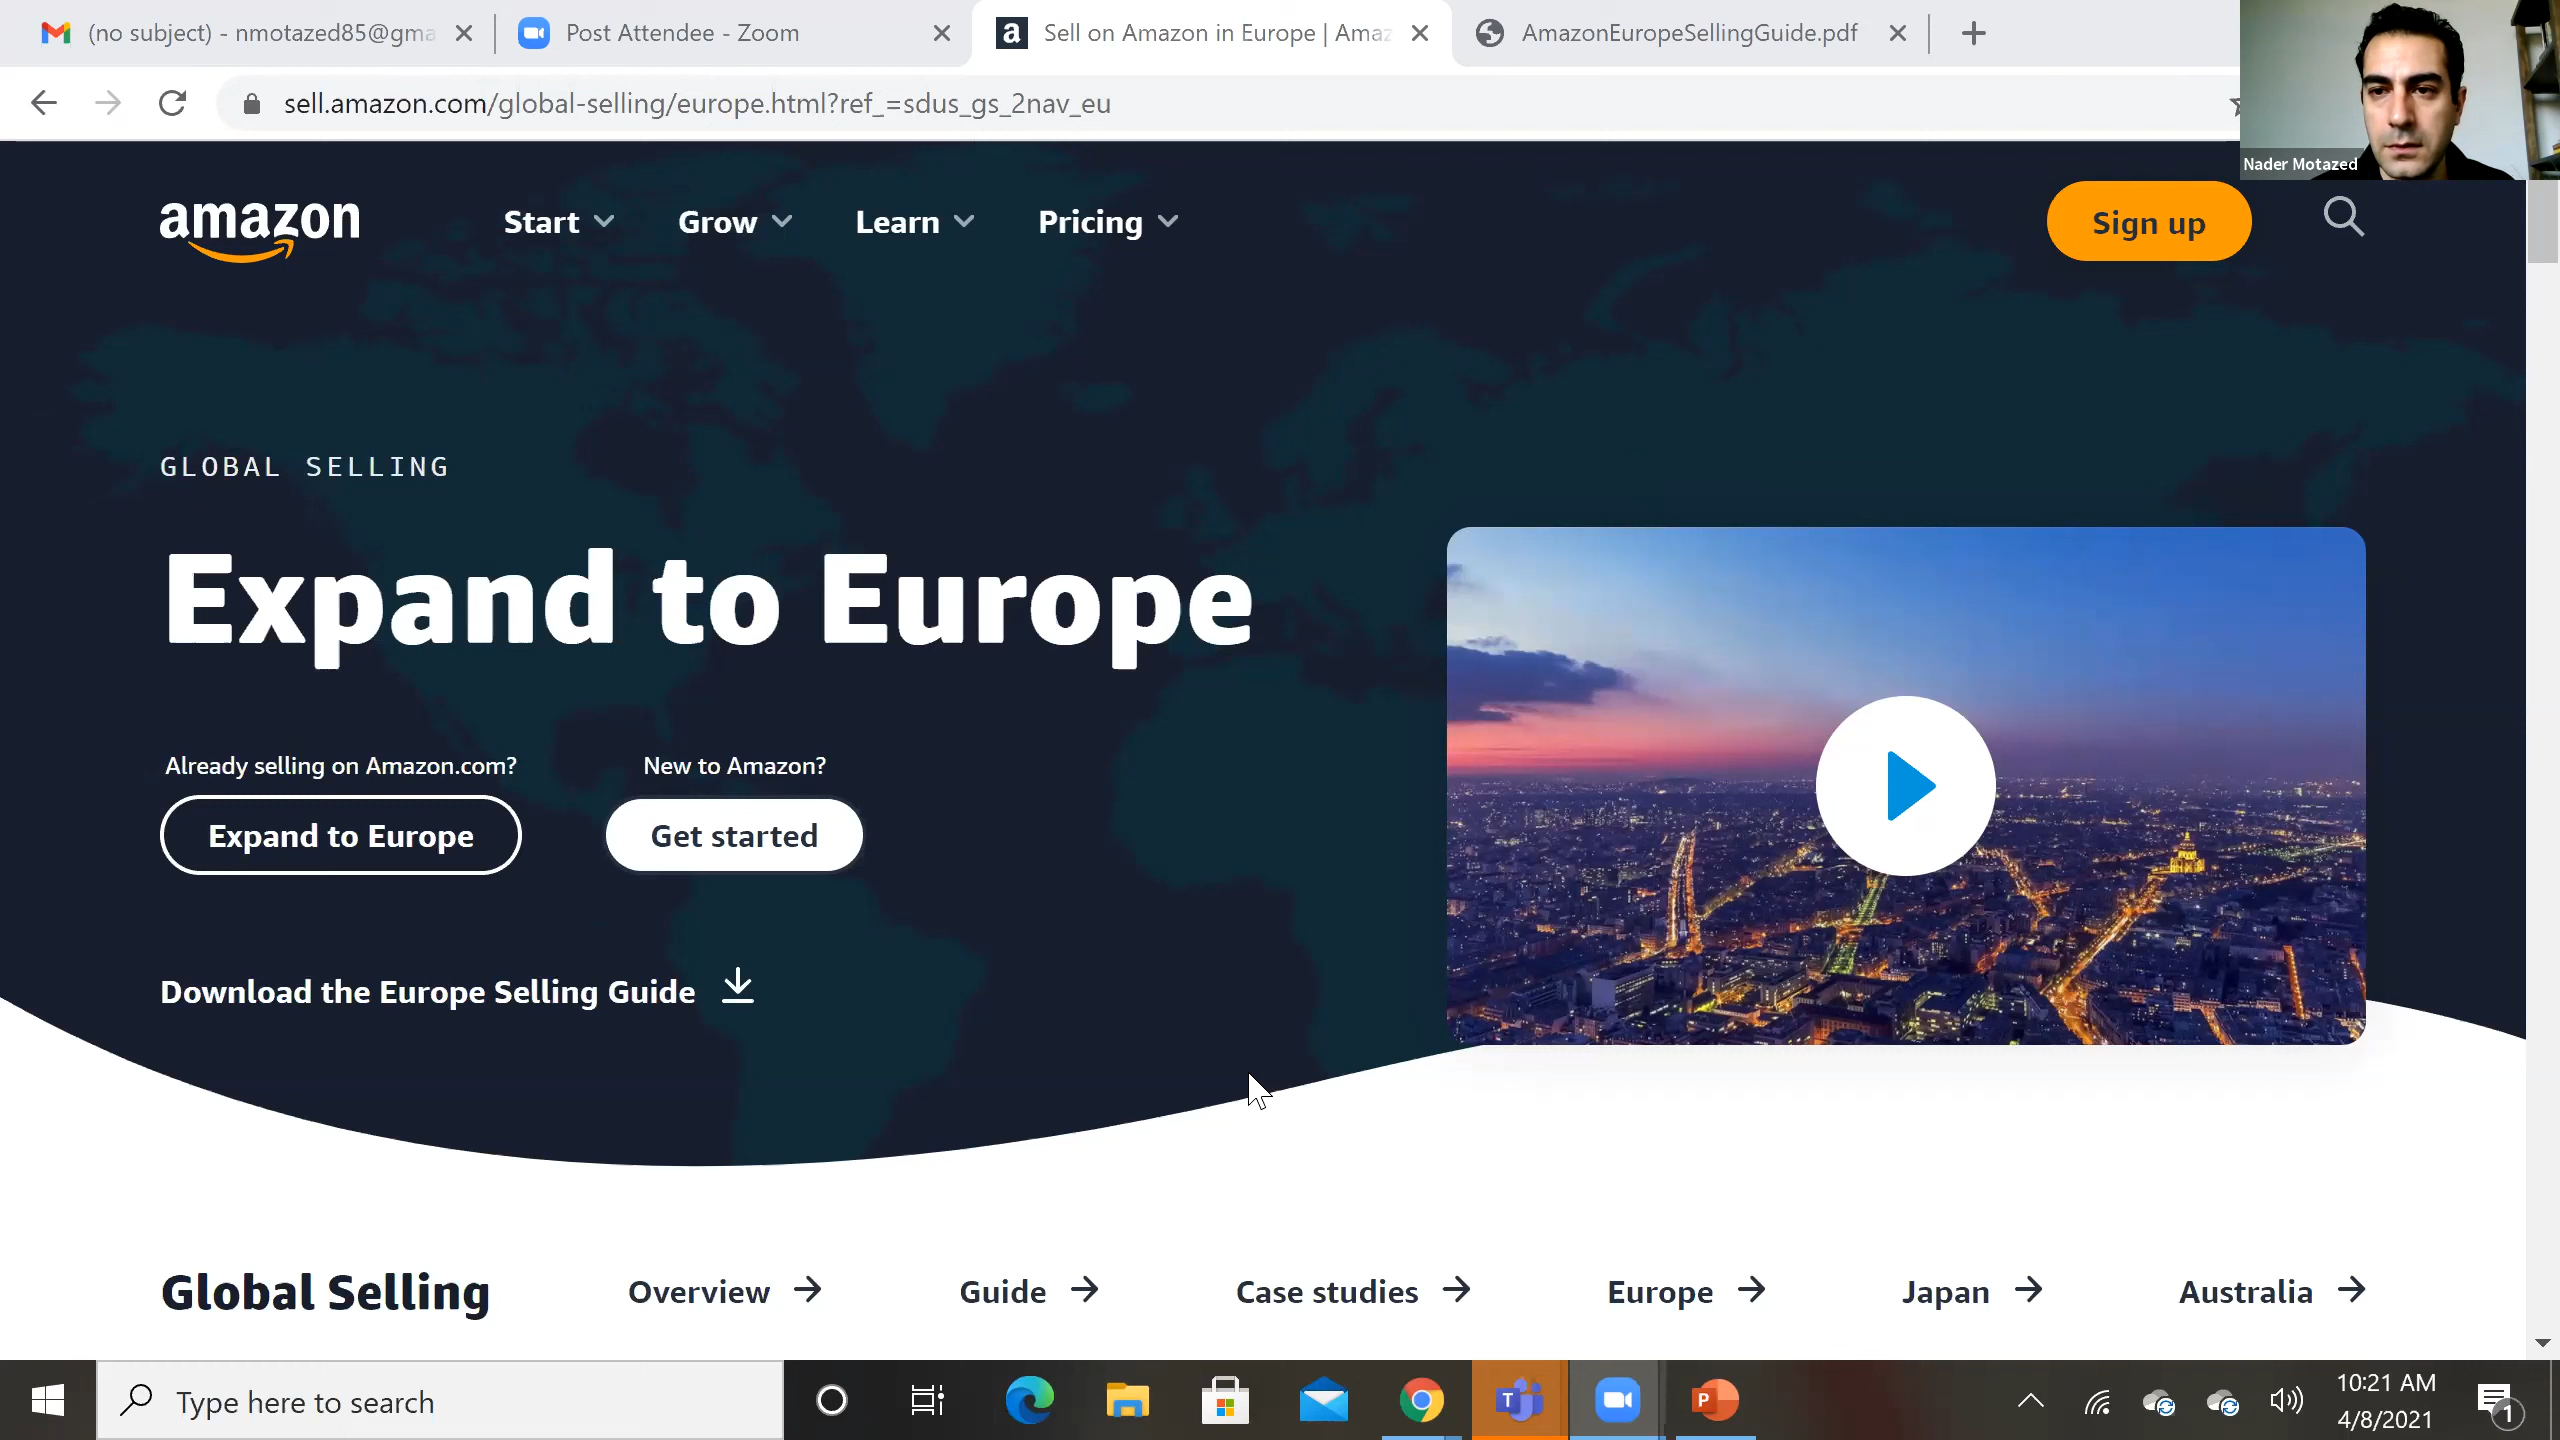 (no subject) - nmotazed85@gma
Post Attendee - Zoom
a Sell on Amazon in Europe | Amaz
AmazonEuropeSellingGuide.pdf
sell.amazon.com/global-selling/europe.html?ref_=sdus_gs_2nav_eu
Nader Motazed
amazon
Start
Grow
Learn
Pricing
Sign up
GLOBAL SELLING
Expand to Europe
Already selling on Amazon.com?
New to Amazon?
Expand to Europe
Get started
Download the Europe Selling Guide
Global Selling
Overview
Guide
Case studies
Europe
Japan
Australia
Type here to search
T
P
10:21 AM
4/8/2021
1